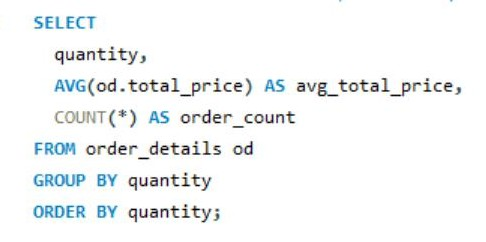 SELECT
quantity,
AVG(od.total_price) AS avg_total_price,
COUNT(*) AS order_count
FROM order_details od
GROUP BY quantity
ORDER BY quantity;